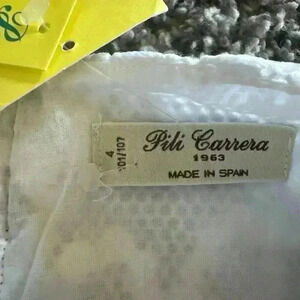 4
101/107
Pili Carrera
1963
MADE IN SPAIN